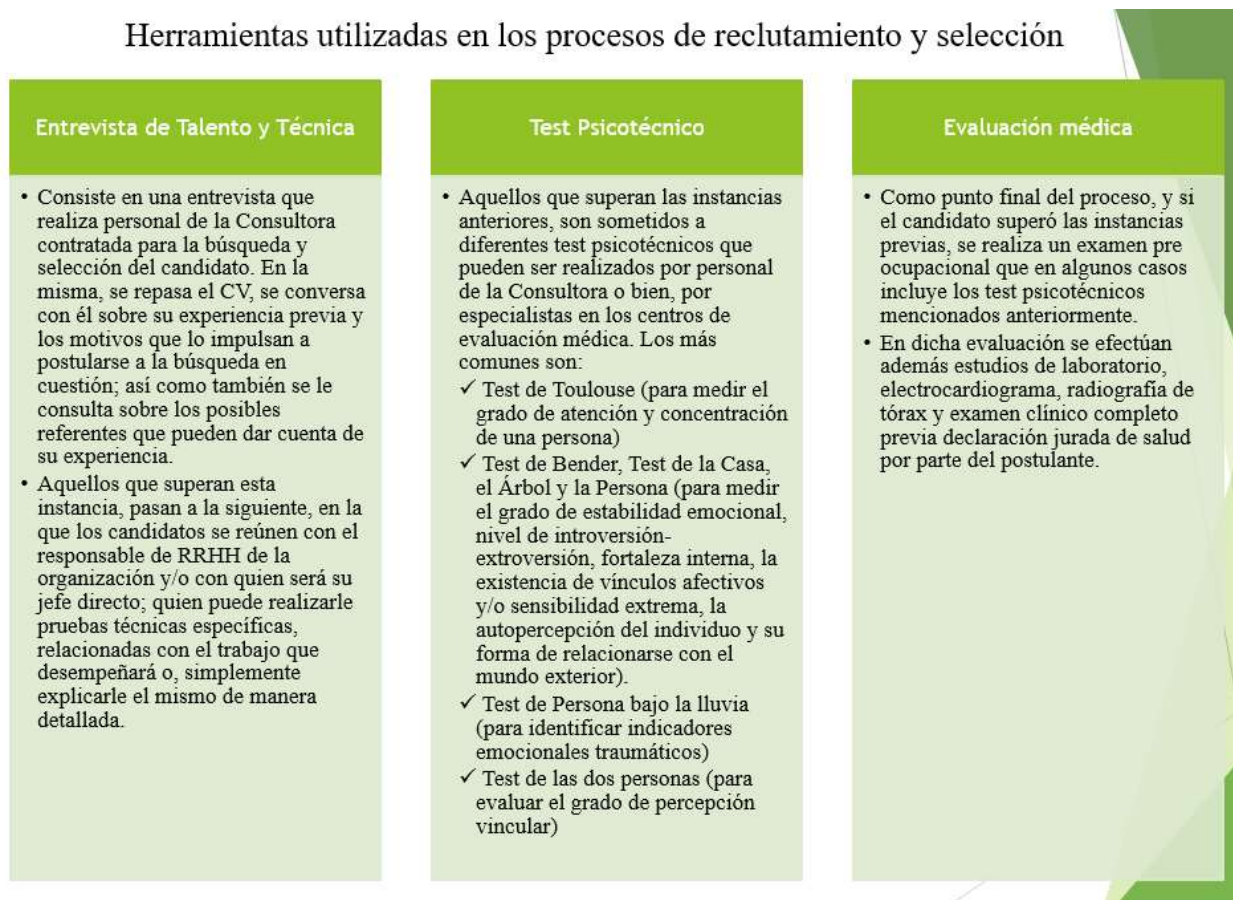 Herramientas utilizadas en los procesos de reclutamiento y selección
Entrevista de Talento y Técnica
• Consiste en una entrevista que
realiza personal de la Consultora
contratada para la búsqueda y
selección del candidato. En la
misma, se repasa el CV, se conversa
con él sobre su experiencia previa y
los motivos que lo impulsan a
postularse a la búsqueda en
cuestión; así como también se le
consulta sobre los posibles
referentes que pueden dar cuenta de
su experiencia.
• Aquellos que superan esta
instancia, pasan a la siguiente, en la
que los candidatos se reúnen con el
responsable de RRHH de la
organización y/o con quien será su
jefe directo; quien puede realizarle
pruebas técnicas específicas,
relacionadas con el trabajo que
desempeñará o, simplemente
explicarle el mismo de manera
detallada.
Test Psicotécnico
• Aquellos que superan las instancias
anteriores, son sometidos a
diferentes test psicotécnicos que
pueden ser realizados por personal
de la Consultora o bien, por
especialistas en los centros de
evaluación médica. Los más
comunes son:
✓ Test de Toulouse (para medir el
grado de atención y concentración
de una persona)
✓ Test de Bender, Test de la Casa,
el Árbol y la Persona (para medir
el grado de estabilidad emocional,
nivel de introversión-
extroversión, fortaleza interna, la
existencia de vínculos afectivos
y/o sensibilidad extrema, la
autopercepción del individuo y su
forma de relacionarse con el
mundo exterior).
✓ Test de Persona bajo la lluvia
(para identificar indicadores
emocionales traumáticos)
✓ Test de las dos personas (para
evaluar el grado de percepción
vincular)
Evaluación médica
• Como punto final del proceso, y si
el candidato superó las instancias
previas, se realiza un examen pre
ocupacional que en algunos casos
incluye los test psicotécnicos
mencionados anteriormente.
• En dicha evaluación se efectúan
además estudios de laboratorio,
electrocardiograma, radiografía de
tórax y examen clínico completo
previa declaración jurada de salud
por parte del postulante.